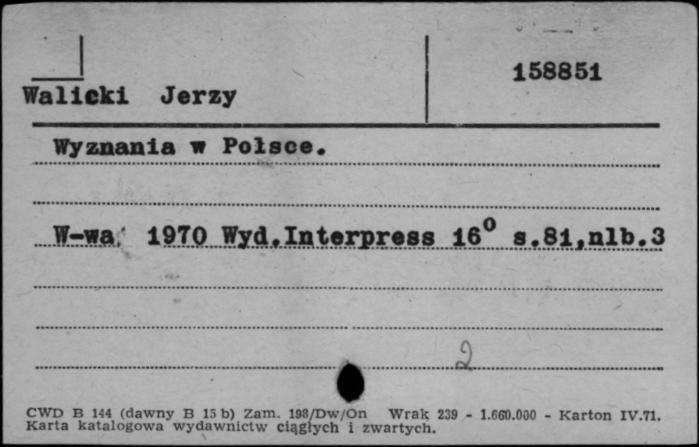 158851
Walicki Jerzy
Wyznania w Polsce.
W-wa 1970 Wyd.Interpress 16° s.81,nlb.3
2
CWD B 144 (dawny B 15 b) Zam. 198/Dw/On Wrak 239 - 1.660.000 - Karton IV.71.
Karta katalogowa wydawnictw ciągłych i zwartych.